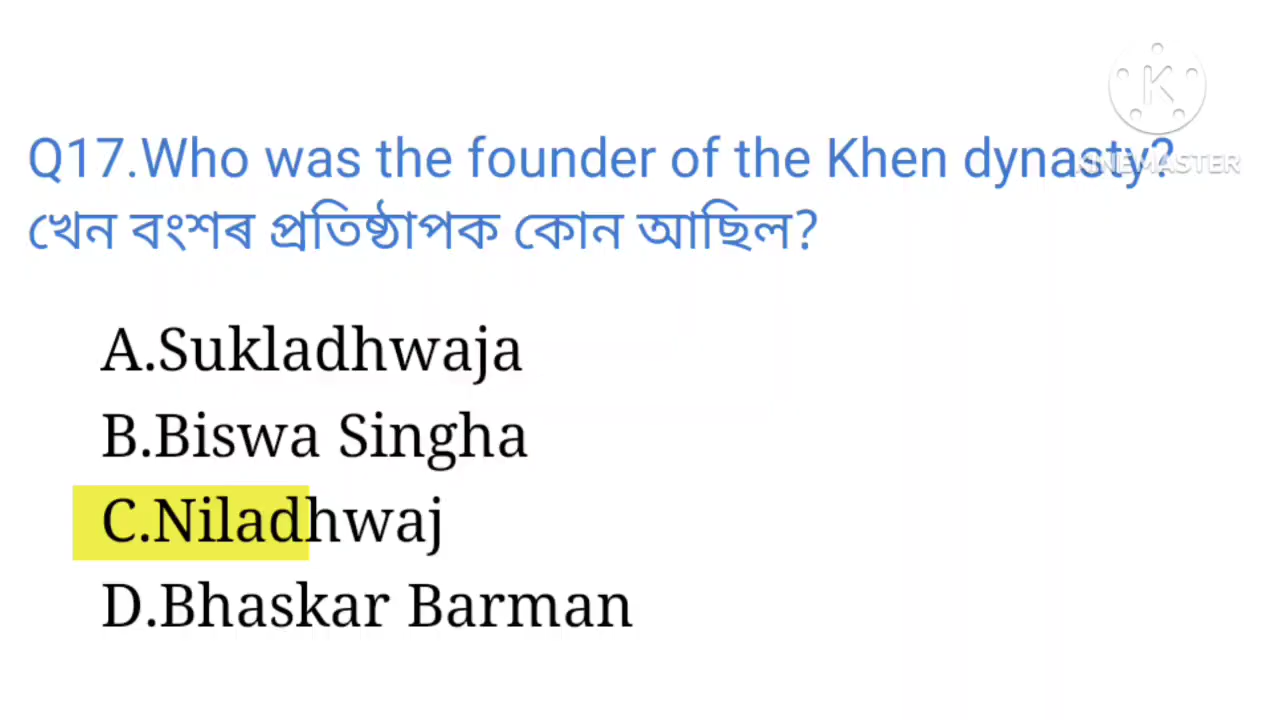 Q17.Who was the founder of the Khen dynasty?
KINEMASTER
খেন বংশৰ প্ৰতিষ্ঠাপক কোন আছিল?
A.Sukladhwaja
B.Biswa Singha
C.Niladhwaj
D.Bhaskar Barman